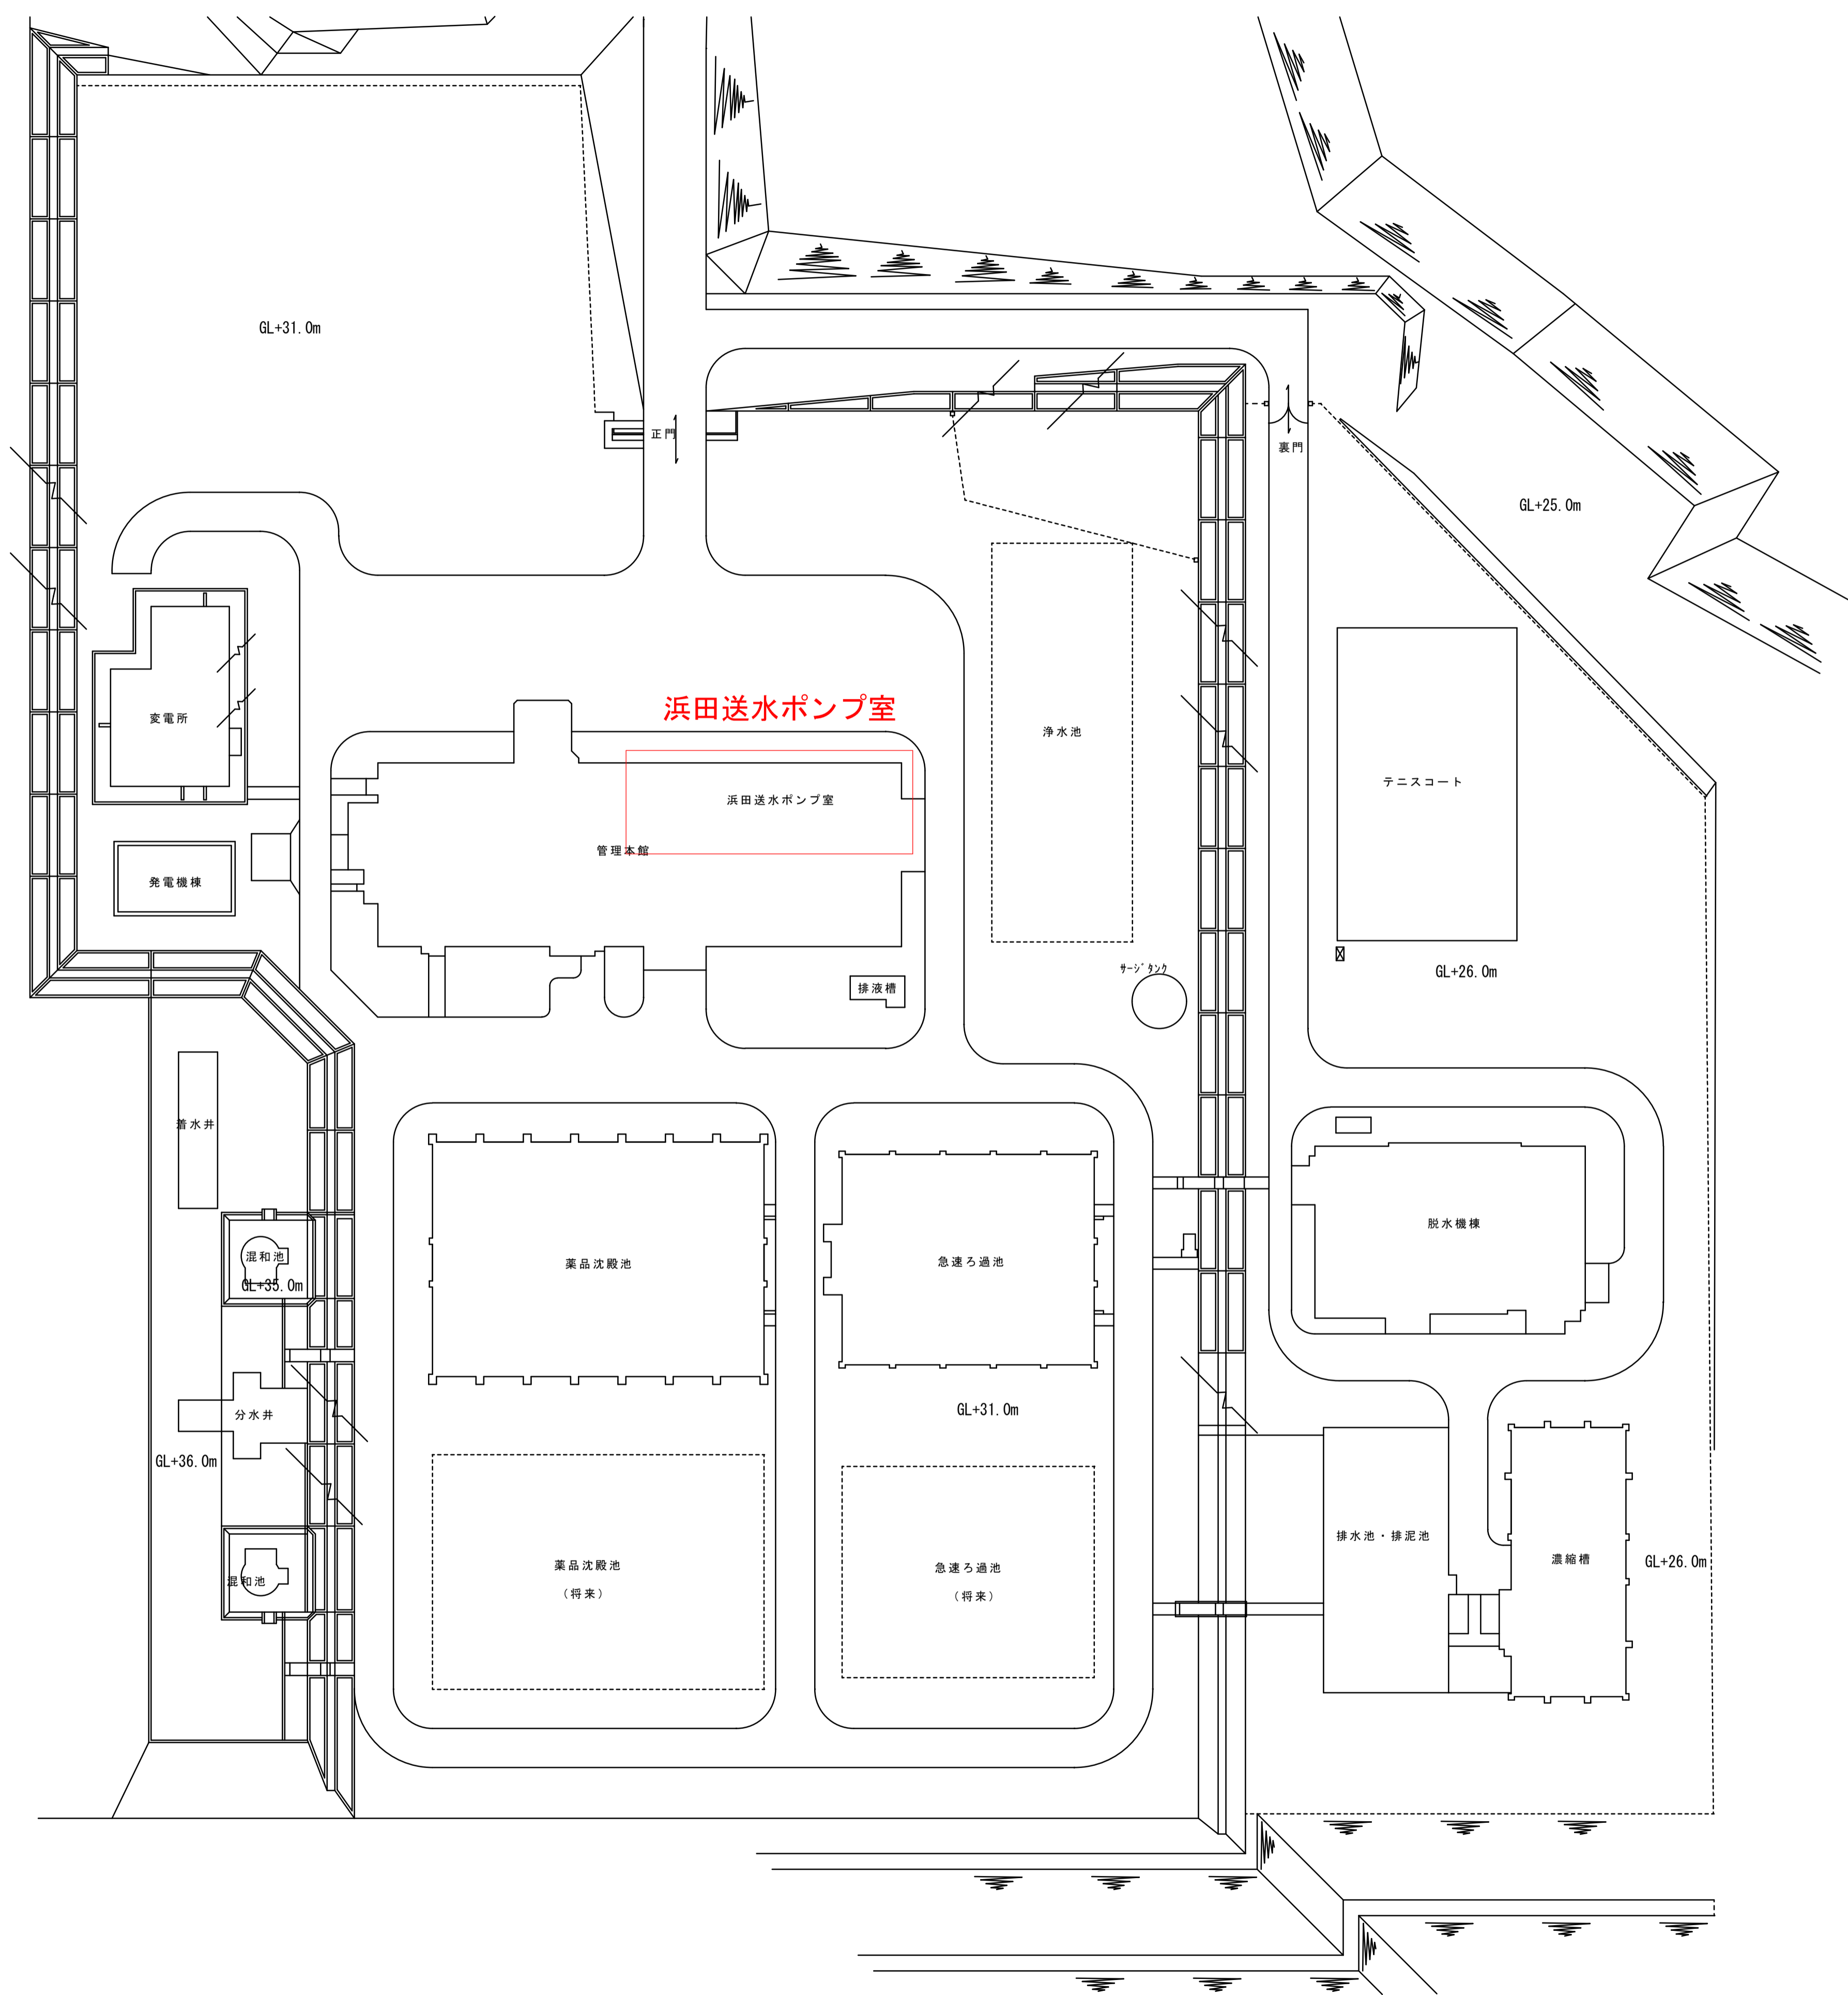 GL+31.0m
正門
裏門
GL+25.0m
浜田送水ポンプ室
変電所
浄水池
テニスコート
浜田送水ポンプ室
管理本館
発電機棟
サージタンク
GL+26.0m
排液槽
着水井
脱水機棟
混和池
GL+35.0m
薬品沈殿池
急速ろ過池
GL+31.0m
分水井
GL+36.0m
排水池・排泥池
濃縮槽
GL+26.0m
混和池
薬品沈殿池
(将来)
急速ろ過池
(将来)